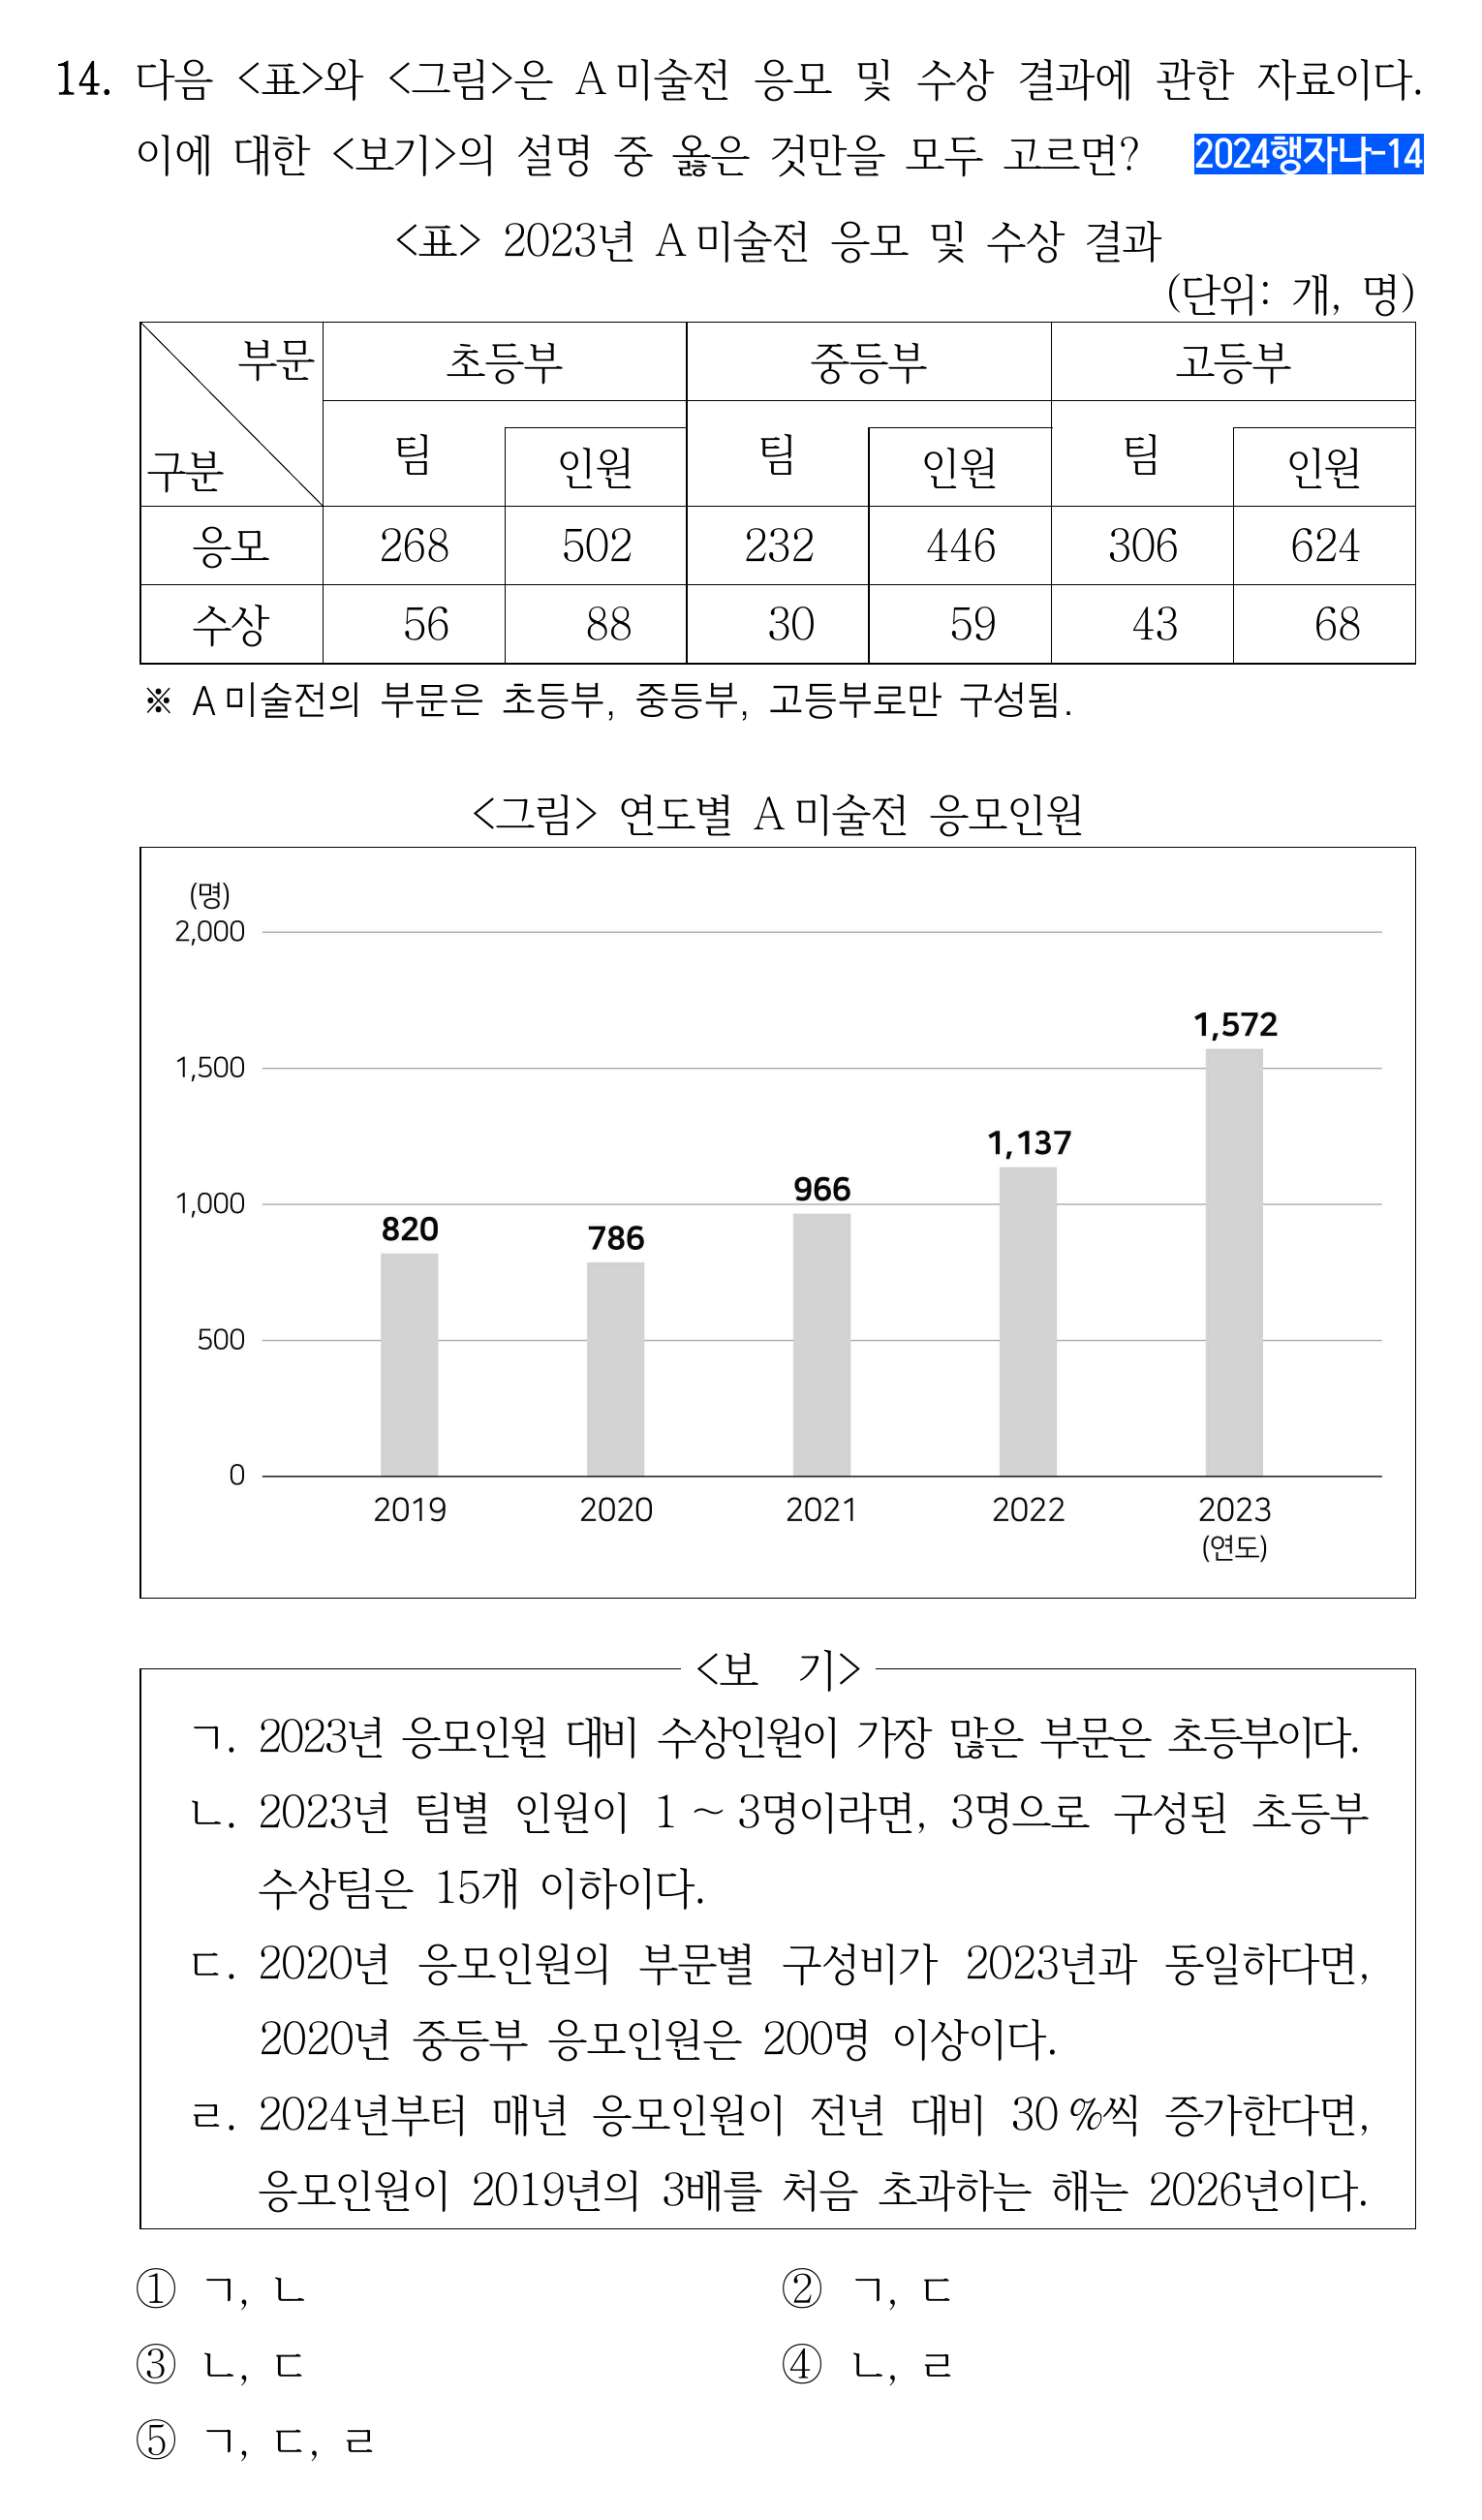 14. 다음 <표>와 <그림>은 A미술전 응모 및 수상 결과에 관한 자료이다.
이에 대한 <보기>의 설명 중 옳은 것만을 모두 고르면? 2024행정자나-14
<표> 2023년 A미술전 응모 및 수상 결과
(단위: 개, 명)
부문 초등부 중등부 고등부
구분 팀 인원 팀 인원 팀 인원
응모 268 502 232 446 306 624
수상 56 88 30 59 43 68
※ A미술전의 부문은 초등부, 중등부, 고등부로만 구성됨.
<그림> 연도별 A미술전 응모인원
(명)
2,000
1,500
1,000
500
0
820
786
966
1,137
1,572
2019 2020 2021 2022 2023
(연도)
<보 기>
ㄱ. 2023년 응모인원 대비 수상인원이 가장 많은 부문은 초등부이다.
ㄴ. 2023년 팀별 인원이 1~3명이라면, 3명으로 구성된 초등부
수상팀은 15개 이하이다.
ㄷ. 2020년 응모인원의 부문별 구성비가 2023년과 동일하다면,
2020년 중등부 응모인원은 200명 이상이다.
ㄹ. 2024년부터 매년 응모인원이 전년 대비 30%씩 증가한다면,
응모인원이 2019년의 3배를 처음 초과하는 해는 2026년이다.
① ㄱ, ㄴ ② ㄱ, ㄷ
③ ㄴ, ㄷ ④ ㄴ, ㄹ
⑤ ㄱ, ㄷ, ㄹ